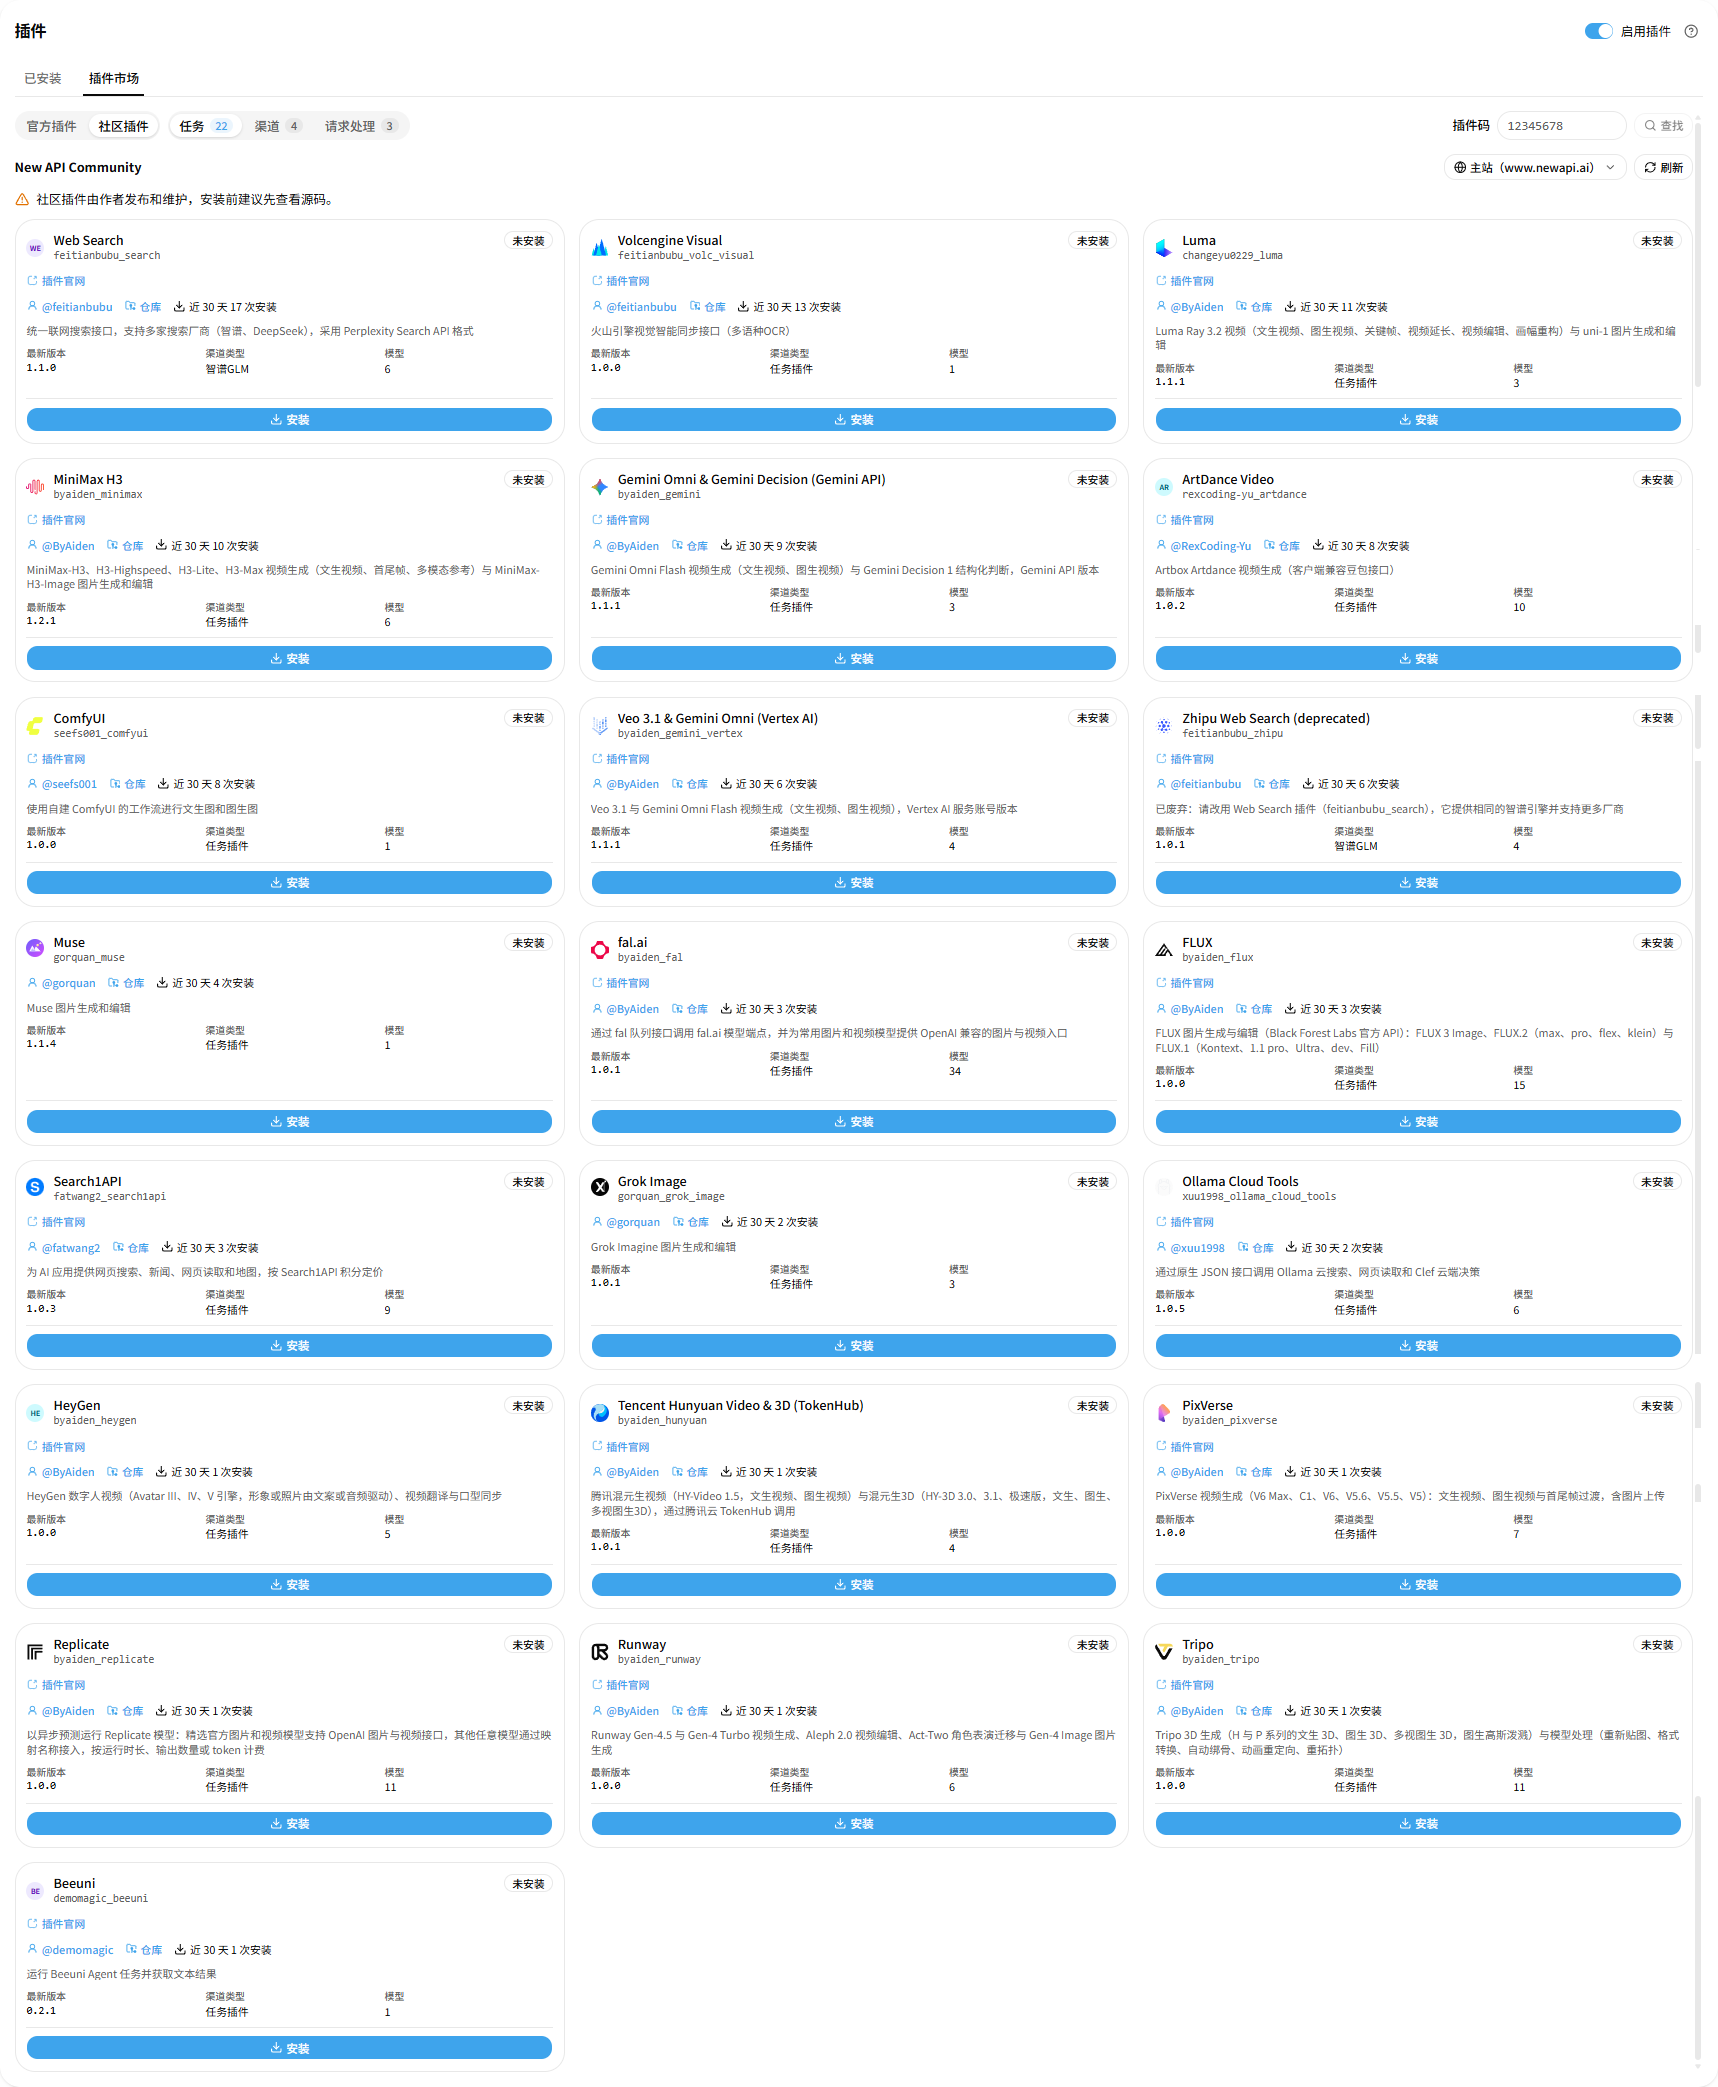 插件
启用插件
已安装 插件市场
官方插件 社区插件 任务 22 渠道 4 请求处理 3
插件码 12345678 查找
New API Community
主站（www.newapi.ai） 刷新
社区插件由作者发布和维护，安装前建议先查看源码。
WE
Web Search
feitianbubu_search
未安装
插件官网
@feitianbubu 仓库 近 30 天 17 次安装
统一联网搜索接口，支持多家搜索厂商（智谱、DeepSeek），采用 Perplexity Search API 格式
最新版本 渠道类型 模型
1.1.0 智谱GLM 6
安装
Volcengine Visual
feitianbubu_volc_visual
未安装
插件官网
@feitianbubu 仓库 近 30 天 13 次安装
火山引擎视觉智能同步接口（多语种OCR）
最新版本 渠道类型 模型
1.0.0 任务插件 1
安装
Luma
changeyu0229_luma
未安装
插件官网
@ByAiden 仓库 近 30 天 11 次安装
Luma Ray 3.2 视频（文生视频、图生视频、关键帧、视频延长、视频编辑、画幅重构）与 uni-1 图片生成和编
辑
最新版本 渠道类型 模型
1.1.1 任务插件 3
安装
MiniMax H3
byaiden_minimax
未安装
插件官网
@ByAiden 仓库 近 30 天 10 次安装
MiniMax-H3、H3-Highspeed、H3-Lite、H3-Max 视频生成（文生视频、首尾帧、多模态参考）与 MiniMax-
H3-Image 图片生成和编辑
最新版本 渠道类型 模型
1.2.1 任务插件 6
安装
Gemini Omni & Gemini Decision (Gemini API)
byaiden_gemini
未安装
插件官网
@ByAiden 仓库 近 30 天 9 次安装
Gemini Omni Flash 视频生成（文生视频、图生视频）与 Gemini Decision 1 结构化判断，Gemini API 版本
最新版本 渠道类型 模型
1.1.1 任务插件 3
安装
AR
ArtDance Video
rexcoding-yu_artdance
未安装
插件官网
@RexCoding-Yu 仓库 近 30 天 8 次安装
Artbox Artdance 视频生成（客户端兼容豆包接口）
最新版本 渠道类型 模型
1.0.2 任务插件 10
安装
ComfyUI
seefs001_comfyui
未安装
插件官网
@seefs001 仓库 近 30 天 8 次安装
使用自建 ComfyUI 的工作流进行文生图和图生图
最新版本 渠道类型 模型
1.0.0 任务插件 1
安装
Veo 3.1 & Gemini Omni (Vertex AI)
byaiden_gemini_vertex
未安装
插件官网
@ByAiden 仓库 近 30 天 6 次安装
Veo 3.1 与 Gemini Omni Flash 视频生成（文生视频、图生视频），Vertex AI 服务账号版本
最新版本 渠道类型 模型
1.1.1 任务插件 4
安装
Zhipu Web Search (deprecated)
feitianbubu_zhipu
未安装
插件官网
@feitianbubu 仓库 近 30 天 6 次安装
已废弃：请改用 Web Search 插件（feitianbubu_search），它提供相同的智谱引擎并支持更多厂商
最新版本 渠道类型 模型
1.0.1 智谱GLM 4
安装
Muse
gorquan_muse
未安装
@gorquan 仓库 近 30 天 4 次安装
Muse 图片生成和编辑
最新版本 渠道类型 模型
1.1.4 任务插件 1
安装
fal.ai
byaiden_fal
未安装
插件官网
@ByAiden 仓库 近 30 天 3 次安装
通过 fal 队列接口调用 fal.ai 模型端点，并为常用图片和视频模型提供 OpenAI 兼容的图片与视频入口
最新版本 渠道类型 模型
1.0.1 任务插件 34
安装
FLUX
byaiden_flux
未安装
插件官网
@ByAiden 仓库 近 30 天 3 次安装
FLUX 图片生成与编辑（Black Forest Labs 官方 API）：FLUX 3 Image、FLUX.2（max、pro、flex、klein）与
FLUX.1（Kontext、1.1 pro、Ultra、dev、Fill）
最新版本 渠道类型 模型
1.0.0 任务插件 15
安装
S
Search1API
fatwang2_search1api
未安装
插件官网
@fatwang2 仓库 近 30 天 3 次安装
为 AI 应用提供网页搜索、新闻、网页读取和地图，按 Search1API 积分定价
最新版本 渠道类型 模型
1.0.3 任务插件 9
安装
Grok Image
gorquan_grok_image
未安装
@gorquan 仓库 近 30 天 2 次安装
Grok Imagine 图片生成和编辑
最新版本 渠道类型 模型
1.0.1 任务插件 3
安装
Ollama Cloud Tools
xuu1998_ollama_cloud_tools
未安装
插件官网
@xuu1998 仓库 近 30 天 2 次安装
通过原生 JSON 接口调用 Ollama 云搜索、网页读取和 Clef 云端决策
最新版本 渠道类型 模型
1.0.5 任务插件 6
安装
HE
HeyGen
byaiden_heygen
未安装
插件官网
@ByAiden 仓库 近 30 天 1 次安装
HeyGen 数字人视频（Avatar III、IV、V 引擎，形象或照片由文案或音频驱动）、视频翻译与口型同步
最新版本 渠道类型 模型
1.0.0 任务插件 5
安装
Tencent Hunyuan Video & 3D (TokenHub)
byaiden_hunyuan
未安装
插件官网
@ByAiden 仓库 近 30 天 1 次安装
腾讯混元生视频（HY-Video 1.5，文生视频、图生视频）与混元生3D（HY-3D 3.0、3.1、极速版，文生、图生、
多视图生3D），通过腾讯云 TokenHub 调用
最新版本 渠道类型 模型
1.0.1 任务插件 4
安装
PixVerse
byaiden_pixverse
未安装
插件官网
@ByAiden 仓库 近 30 天 1 次安装
PixVerse 视频生成（V6 Max、C1、V6、V5.6、V5.5、V5）：文生视频、图生视频与首尾帧过渡，含图片上传
最新版本 渠道类型 模型
1.0.0 任务插件 7
安装
Replicate
byaiden_replicate
未安装
插件官网
@ByAiden 仓库 近 30 天 1 次安装
以异步预测运行 Replicate 模型：精选官方图片和视频模型支持 OpenAI 图片与视频接口，其他任意模型通过映
射名称接入，按运行时长、输出数量或 token 计费
最新版本 渠道类型 模型
1.0.0 任务插件 11
安装
Runway
byaiden_runway
未安装
插件官网
@ByAiden 仓库 近 30 天 1 次安装
Runway Gen-4.5 与 Gen-4 Turbo 视频生成、Aleph 2.0 视频编辑、Act-Two 角色表演迁移与 Gen-4 Image 图片
生成
最新版本 渠道类型 模型
1.0.0 任务插件 6
安装
Tripo
byaiden_tripo
未安装
插件官网
@ByAiden 仓库 近 30 天 1 次安装
Tripo 3D 生成（H 与 P 系列的文生 3D、图生 3D、多视图生 3D，图生高斯泼溅）与模型处理（重新贴图、格式
转换、自动绑骨、动画重定向、重拓扑）
最新版本 渠道类型 模型
1.0.0 任务插件 11
安装
BE
Beeuni
demomagic_beeuni
未安装
插件官网
@demomagic 仓库 近 30 天 1 次安装
运行 Beeuni Agent 任务并获取文本结果
最新版本 渠道类型 模型
0.2.1 任务插件 1
安装